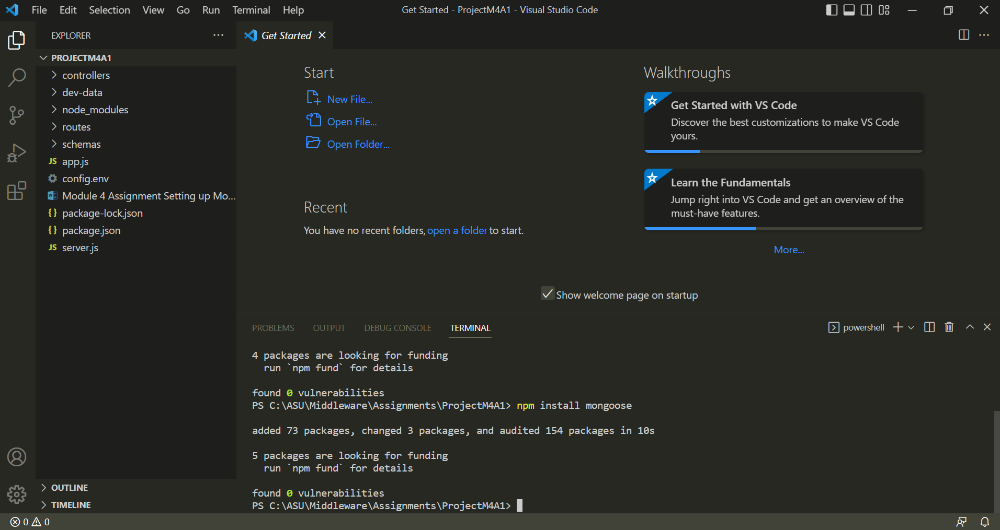 File Edit Selection View Go Run Terminal Help
Get Started - ProjectM4A1 - Visual Studio Code
EXPLORER
PROJECTM4A1
controllers
dev-data
node_modules
routes
schemas
JS app.js
config.env
Module 4 Assignment Setting up Mo...
{} package-lock.json
{} package.json
JS server.js
OUTLINE
TIMELINE
Get Started
Start
New File...
Open File...
Open Folder...
Recent
You have no recent folders, open a folder to start.
Walkthroughs
Get Started with VS Code
Discover the best customizations to make VS Code
yours.
Learn the Fundamentals
Jump right into VS Code and get an overview of the
must-have features.
More...
Show welcome page on startup
PROBLEMS OUTPUT DEBUG CONSOLE TERMINAL
powershell
4 packages are looking for funding
run `npm fund` for details
found 0 vulnerabilities
PS C:\ASU\Middleware\Assignments\ProjectM4A1> npm install mongoose
added 73 packages, changed 3 packages, and audited 154 packages in 10s
5 packages are looking for funding
run `npm fund` for details
found 0 vulnerabilities
PS C:\ASU\Middleware\Assignments\ProjectM4A1>
0 0